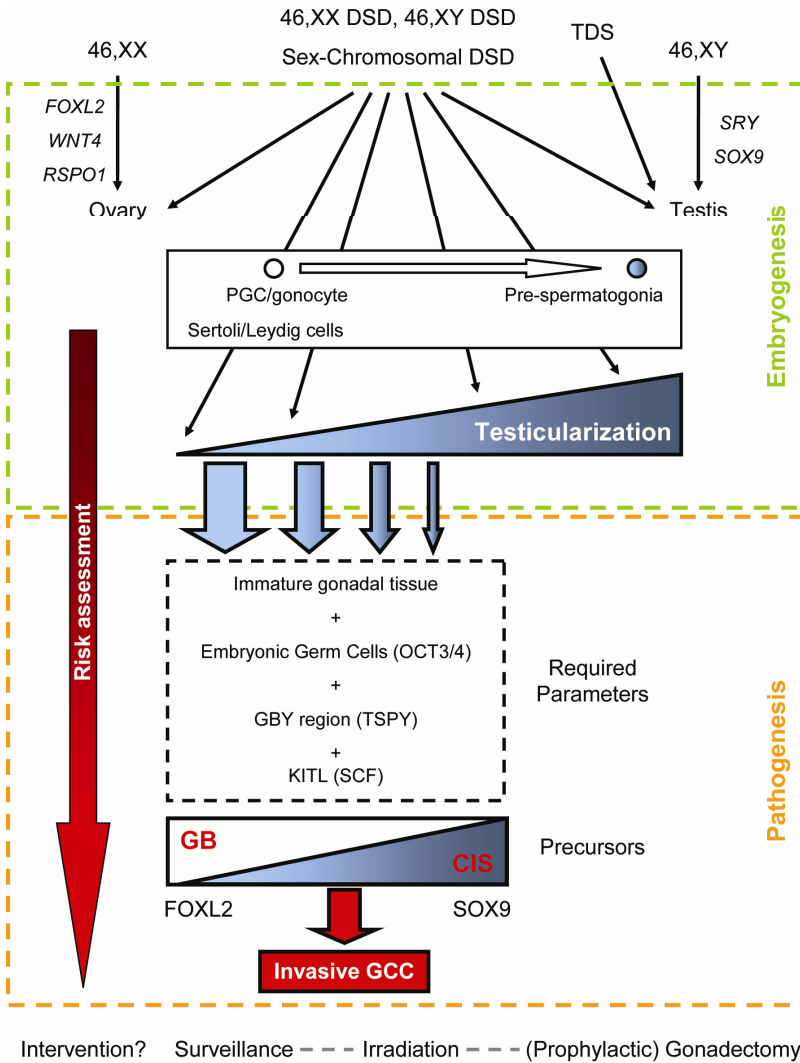 46,XX DSD, 46,XY DSD
Sex-Chromosomal DSD
46,XX
TDS
46,XY
FOXL2
WNT4
RSPO1
SRY
SOX9
Ovary
Testis
PGC/gonocyte
Pre-spermatogonia
Sertoli/Leydig cells
Testicularization
Embryogenesis
Risk assessment
Immature gonadal tissue
+
Embryonic Germ Cells (OCT3/4)
+
GBY region (TSPY)
+
KITL (SCF)
Required
Parameters
Pathogenesis
GB
CIS
Precursors
FOXL2
SOX9
Invasive GCC
Intervention? Surveillance Irradiation (Prophylactic) Gonadectomy